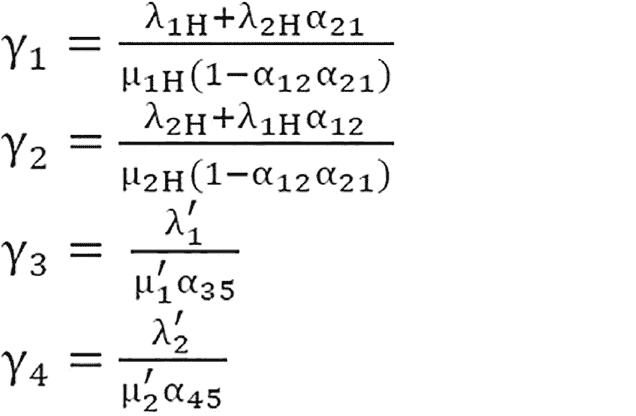 γ₁ = (λ₁H+λ₂Hα₂₁)/(μ₁H(1−α₁₂α₂₁))
γ₂ = (λ₂H+λ₁Hα₁₂)/(μ₂H(1−α₁₂α₂₁))
γ₃ = λ′₁/(μ′₁α₃₅)
γ₄ = λ′₂/(μ′₂α₄₅)